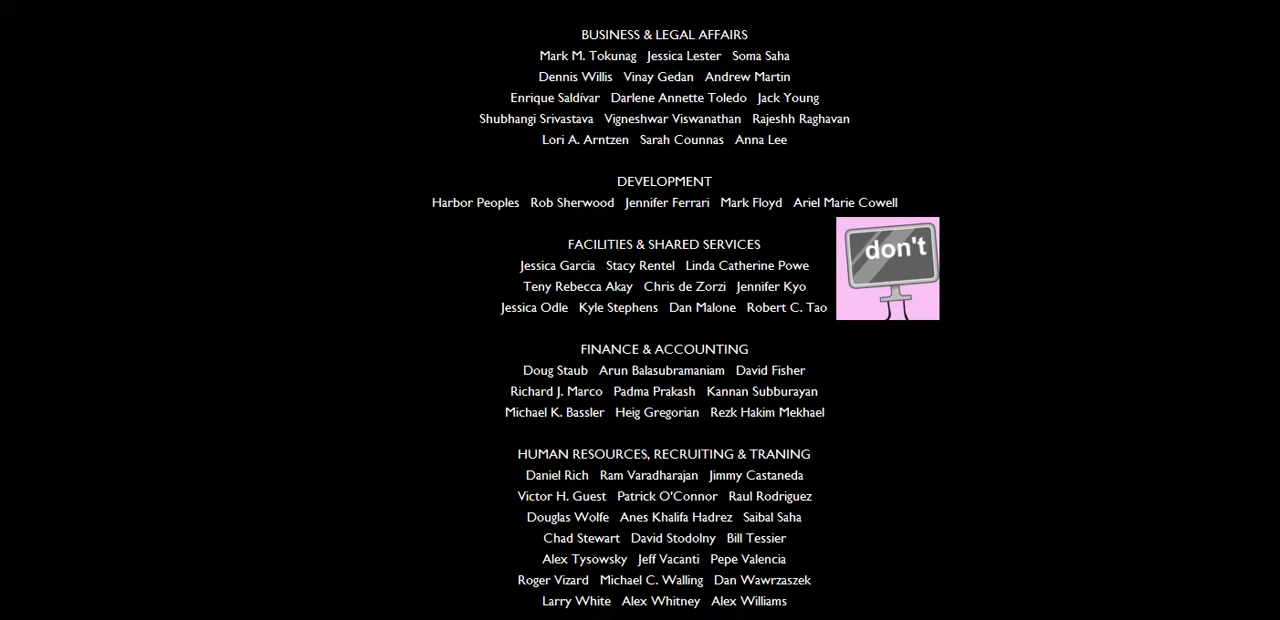 BUSINESS & LEGAL AFFAIRS
Mark M. Tokunag Jessica Lester Soma Saha
Dennis Willis Vinay Gedan Andrew Martin
Enrique Saldívar Darlene Annette Toledo Jack Young
Shubhangi Srivastava Vigneshwar Viswanathan Rajeshh Raghavan
Lori A. Arntzen Sarah Counnas Anna Lee
DEVELOPMENT
Harbor Peoples Rob Sherwood Jennifer Ferrari Mark Floyd Ariel Marie Cowell
FACILITIES & SHARED SERVICES
don't
Jessica Garcia Stacy Rentel Linda Catherine Powe
Teny Rebecca Akay Chris de Zorzi Jennifer Kyo
Jessica Odle Kyle Stephens Dan Malone Robert C. Tao
FINANCE & ACCOUNTING
Doug Staub Arun Balasubramaniam David Fisher
Richard J. Marco Padma Prakash Kannan Subburayan
Michael K. Bassler Heig Gregorian Rezk Hakim Mekhael
HUMAN RESOURCES, RECRUITING & TRANING
Daniel Rich Ram Varadharajan Jimmy Castaneda
Victor H. Guest Patrick O'Connor Raul Rodriguez
Douglas Wolfe Anes Khalifa Hadrez Saibal Saha
Chad Stewart David Stodolny Bill Tessier
Alex Tysowsky Jeff Vacanti Pepe Valencia
Roger Vizard Michael C. Walling Dan Wawrzaszek
Larry White Alex Whitney Alex Williams